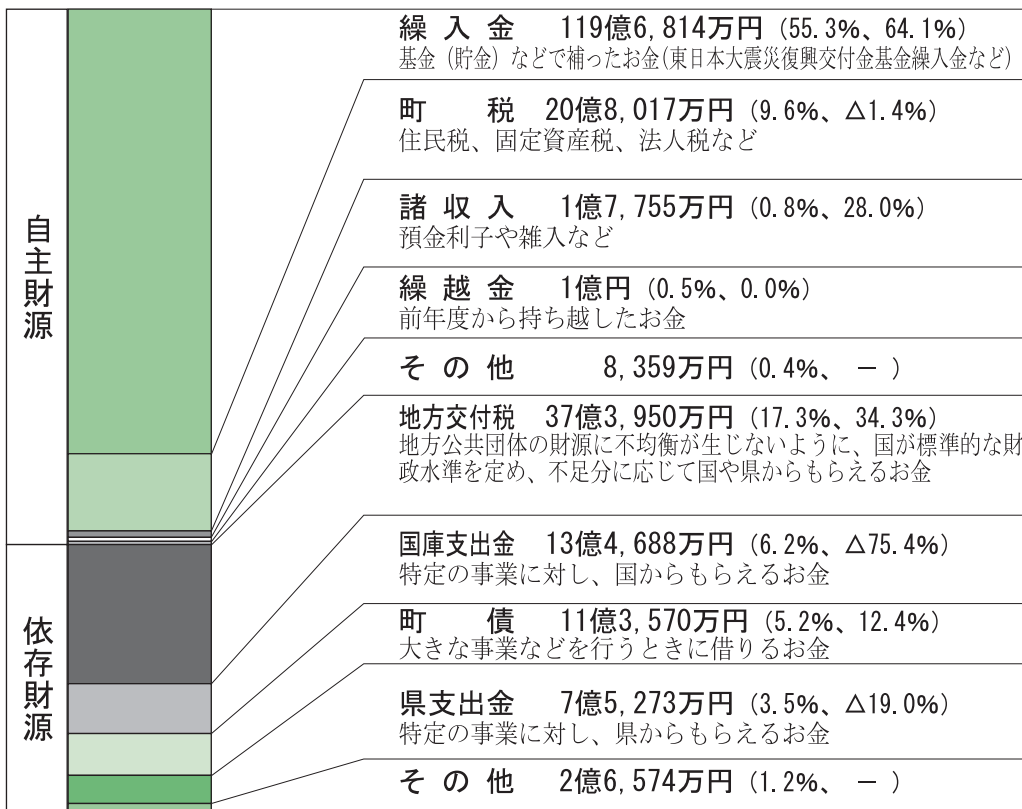 自主財源
繰入金 119億6,814万円 (55.3%、64.1%)
基金（貯金）などで補ったお金(東日本大震災復興交付金基金繰入金など)
町税 20億8,017万円 (9.6%、△1.4%)
住民税、固定資産税、法人税など
諸収入 1億7,755万円 (0.8%、28.0%)
預金利子や雑入など
繰越金 1億円 (0.5%、0.0%)
前年度から持ち越したお金
その他 8,359万円 (0.4%、 － )
依存財源
地方交付税 37億3,950万円 (17.3%、34.3%)
地方公共団体の財源に不均衡が生じないように、国が標準的な財
政水準を定め、不足分に応じて国や県からもらえるお金
国庫支出金 13億4,688万円 (6.2%、△75.4%)
特定の事業に対し、国からもらえるお金
町債 11億3,570万円 (5.2%、12.4%)
大きな事業などを行うときに借りるお金
県支出金 7億5,273万円 (3.5%、△19.0%)
特定の事業に対し、県からもらえるお金
その他 2億6,574万円 (1.2%、 － )